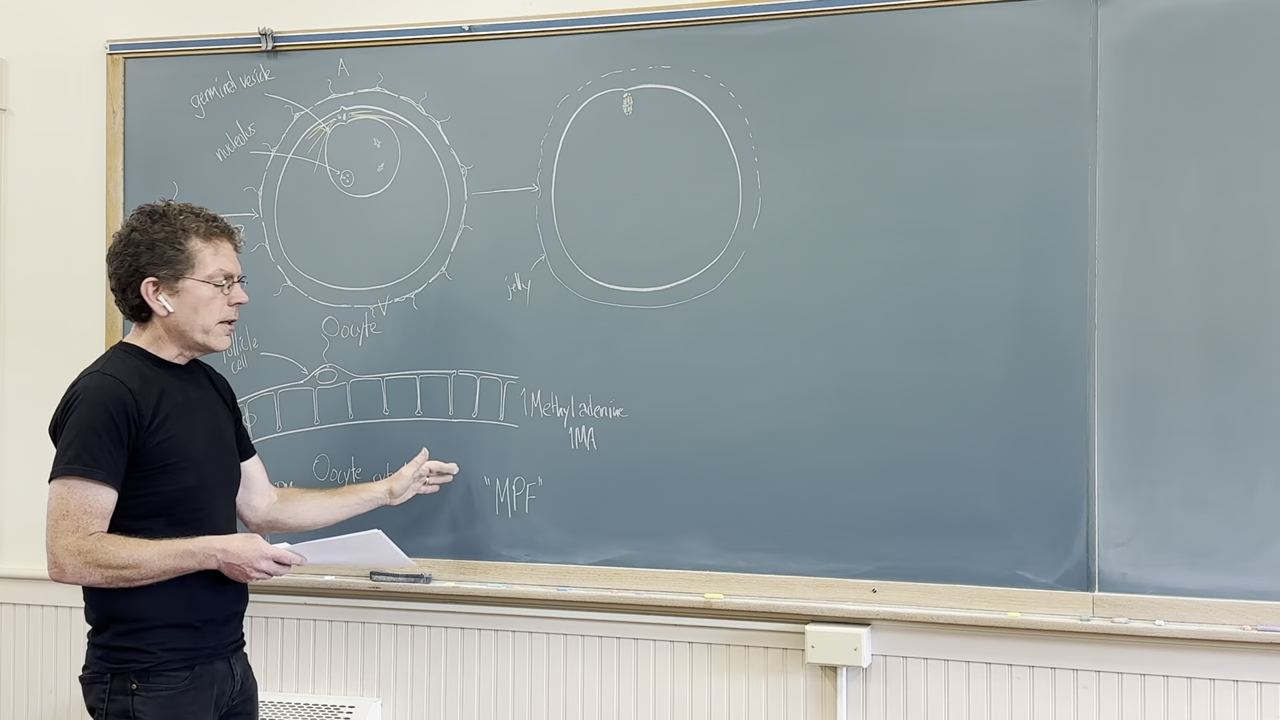 germinal vesicle
A
nucleolus
jelly
V
Oocyte
follicle
cell
1 Methyl adenine
1MA
Oocyte
"MPF"